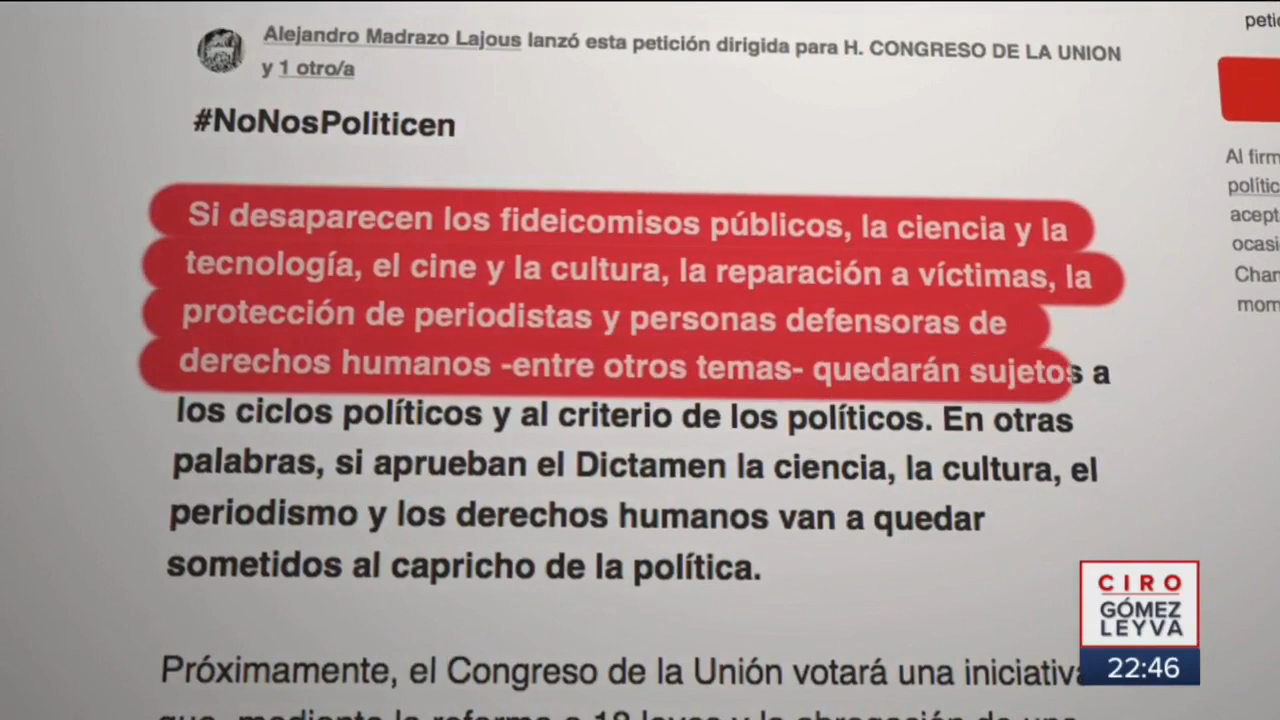 Alejandro Madrazo Lajous lanzó esta petición dirigida para H. CONGRESO DE LA UNION
y 1 otro/a
#NoNosPoliticen
Si desaparecen los fideicomisos públicos, la ciencia y la
tecnología, el cine y la cultura, la reparación a víctimas, la
protección de periodistas y personas defensoras de
derechos humanos -entre otros temas- quedarán sujetos a
los ciclos políticos y al criterio de los políticos. En otras
palabras, si aprueban el Dictamen la ciencia, la cultura, el
periodismo y los derechos humanos van a quedar
sometidos al capricho de la política.
Próximamente, el Congreso de la Unión votará una iniciativa
Al firm
polític
acept
ocasi
Chan
mom
petic
CIRO
GÓMEZ
LEYVA
22:46